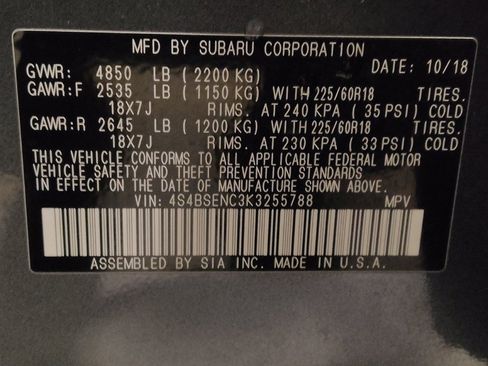 MFD BY SUBARU CORPORATION
GVWR: 4850 LB ( 2200 KG) DATE: 10/18
GAWR:F 2535 LB ( 1150 KG) WITH 225/60R18 TIRES.
18X7J RIMS. AT 240 KPA ( 35 PSI) COLD
GAWR:R 2645 LB ( 1200 KG) WITH 225/60R18 TIRES.
18X7J RIMS. AT 230 KPA ( 33 PSI) COLD
THIS VEHICLE CONFORMS TO ALL APPLICABLE FEDERAL MOTOR
VEHICLE SAFETY AND THEFT PREVENTION STANDARDS
IN EFFECT ON THE DATE OF MANUFACTURE SHOWN ABOVE.
VIN: 4S4BSENC3K3255788 MPV
ASSEMBLED BY SIA INC. MADE IN U.S.A.